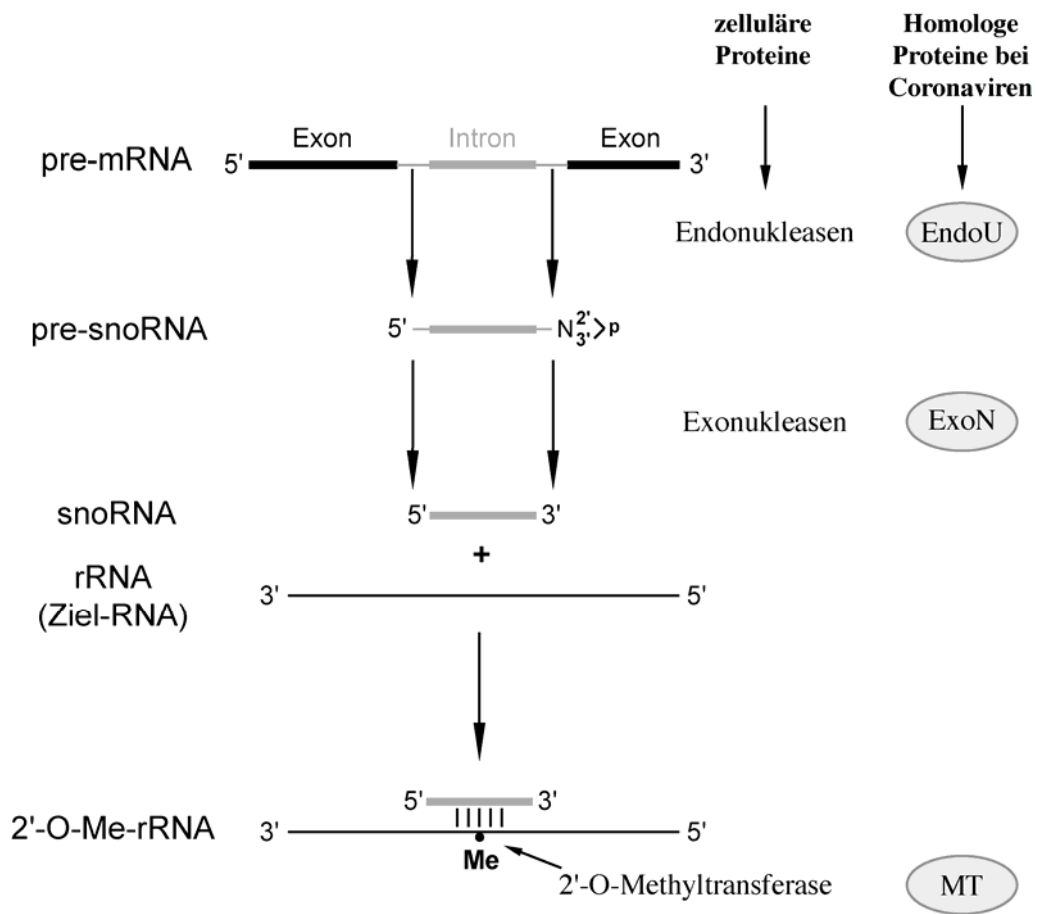 zelluläre Proteine
Homologe Proteine bei Coronaviren
Exon Intron Exon
pre-mRNA 5' 3'
Endonukleasen EndoU
pre-snoRNA 5' N 2' 3' >p
Exonukleasen ExoN
snoRNA 5' 3'
+
rRNA
(Ziel-RNA) 3' 5'
5' 3'
2'-O-Me-rRNA 3' 5'
Me
2'-O-Methyltransferase MT